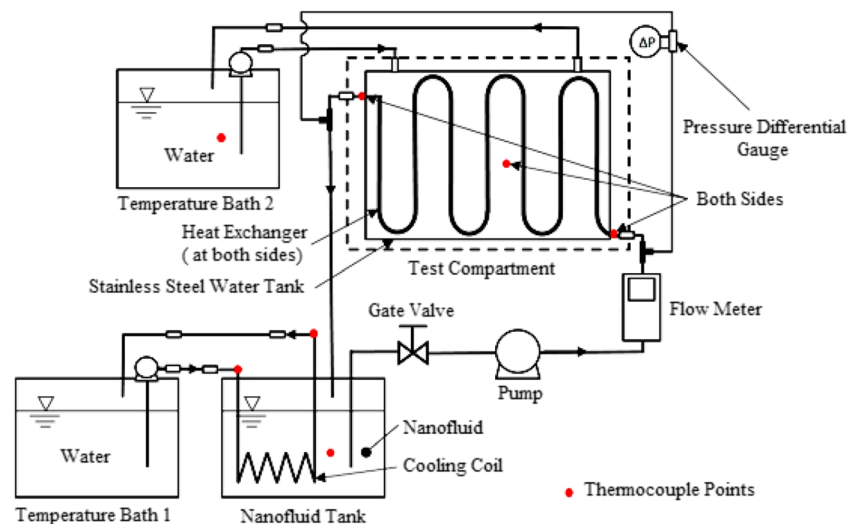 ΔP
Pressure Differential
Gauge
Water
Temperature Bath 2
Both Sides
Heat Exchanger
( at both sides)
Test Compartment
Stainless Steel Water Tank
Gate Valve
Flow Meter
Pump
Nanofluid
Water
Cooling Coil
Thermocouple Points
Temperature Bath 1
Nanofluid Tank